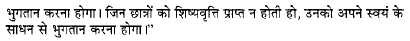 भुगतान करना होगा। जिन छात्रों को शिष्यवृत्ति प्राप्त न होती हो, उनको अपने स्वयं के
साधन से भुगतान करना होगा।”